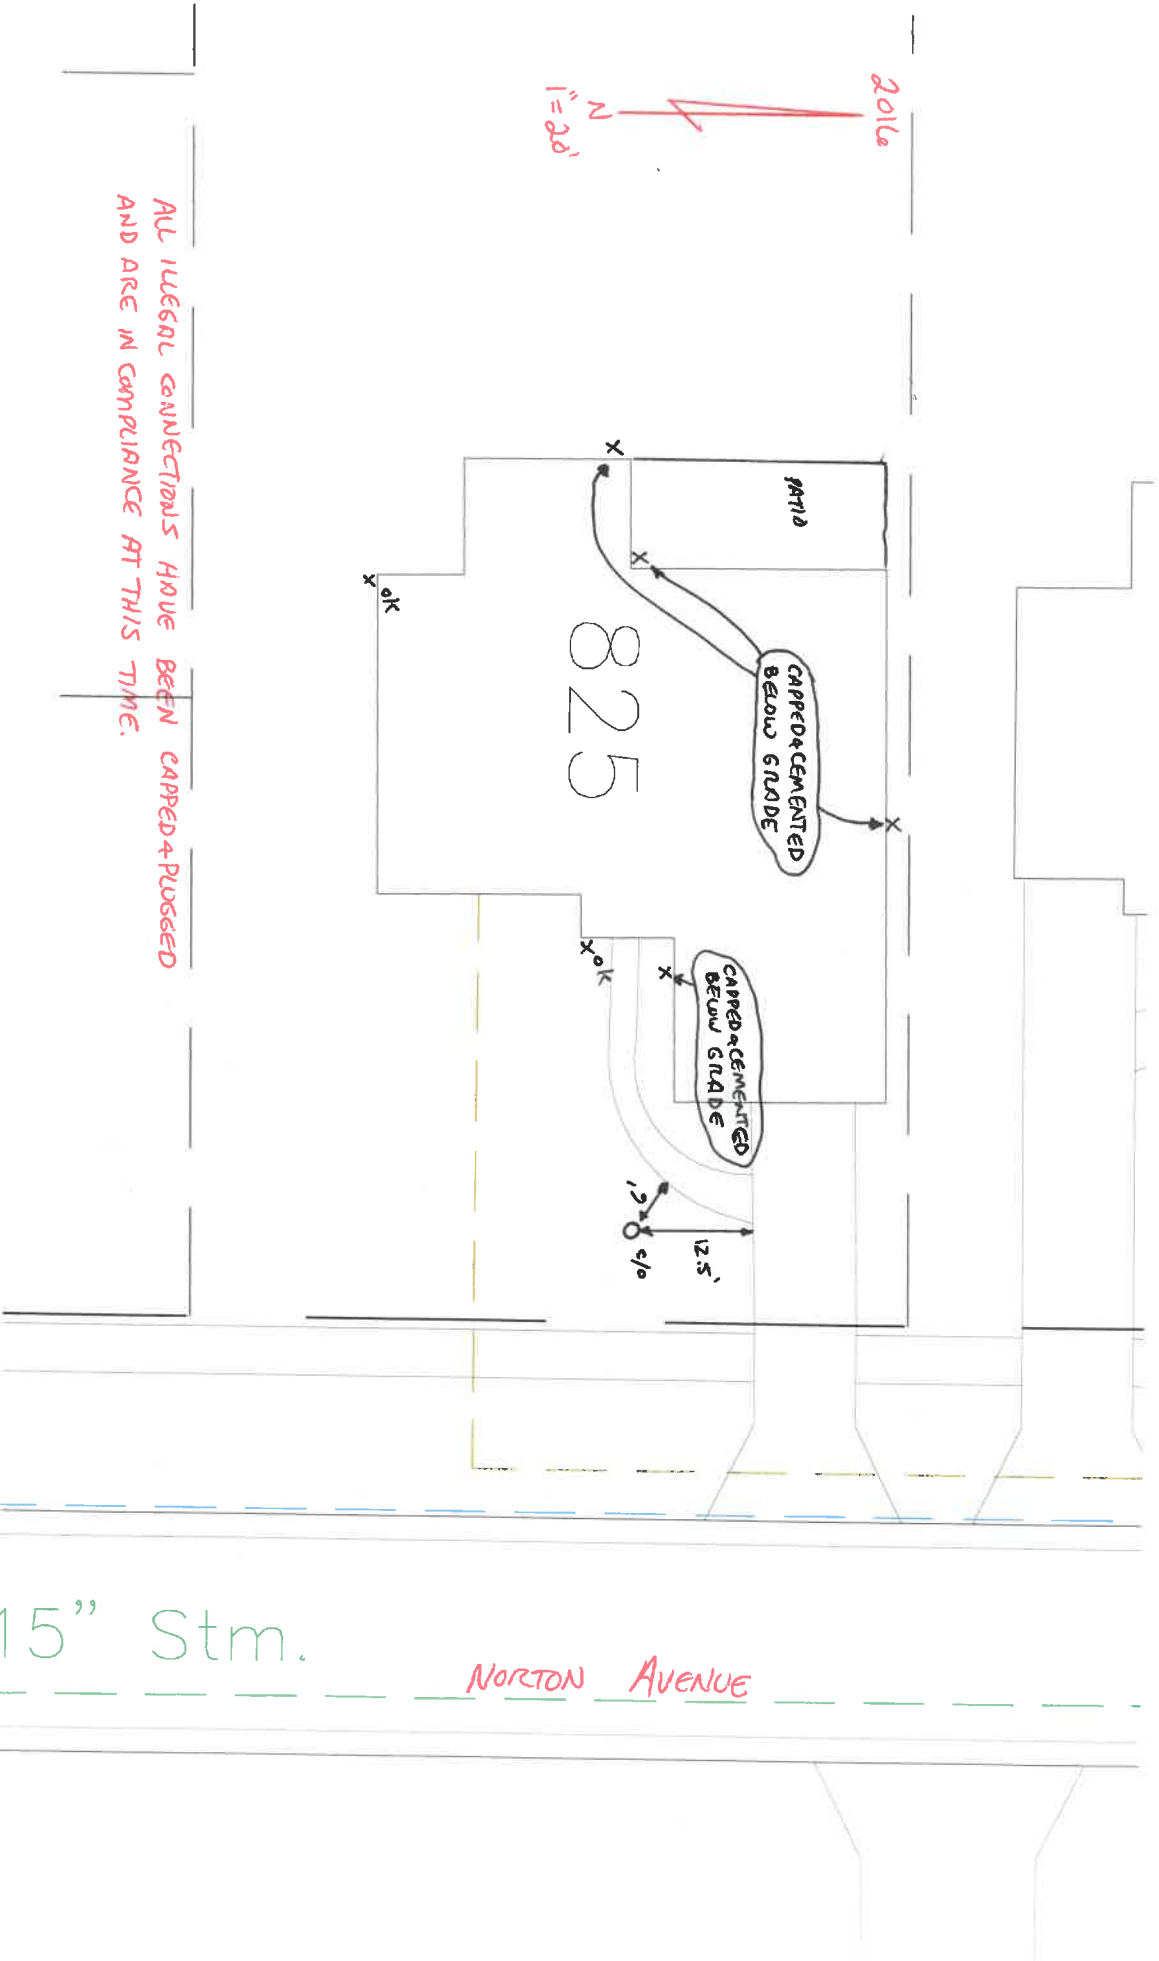 2016
N
1"=20'
PATIO
CAPPED&CEMENTED
BELOW GRADE
825
x ok
x ok
CAPPED&CEMENTED
BELOW GRADE
9'
12.5'
c/o
ALL ILLEGAL CONNECTIONS HAVE BEEN CAPPED&PLUGGED
AND ARE IN COMPLIANCE AT THIS TIME.
15" Stm.
NORTON AVENUE